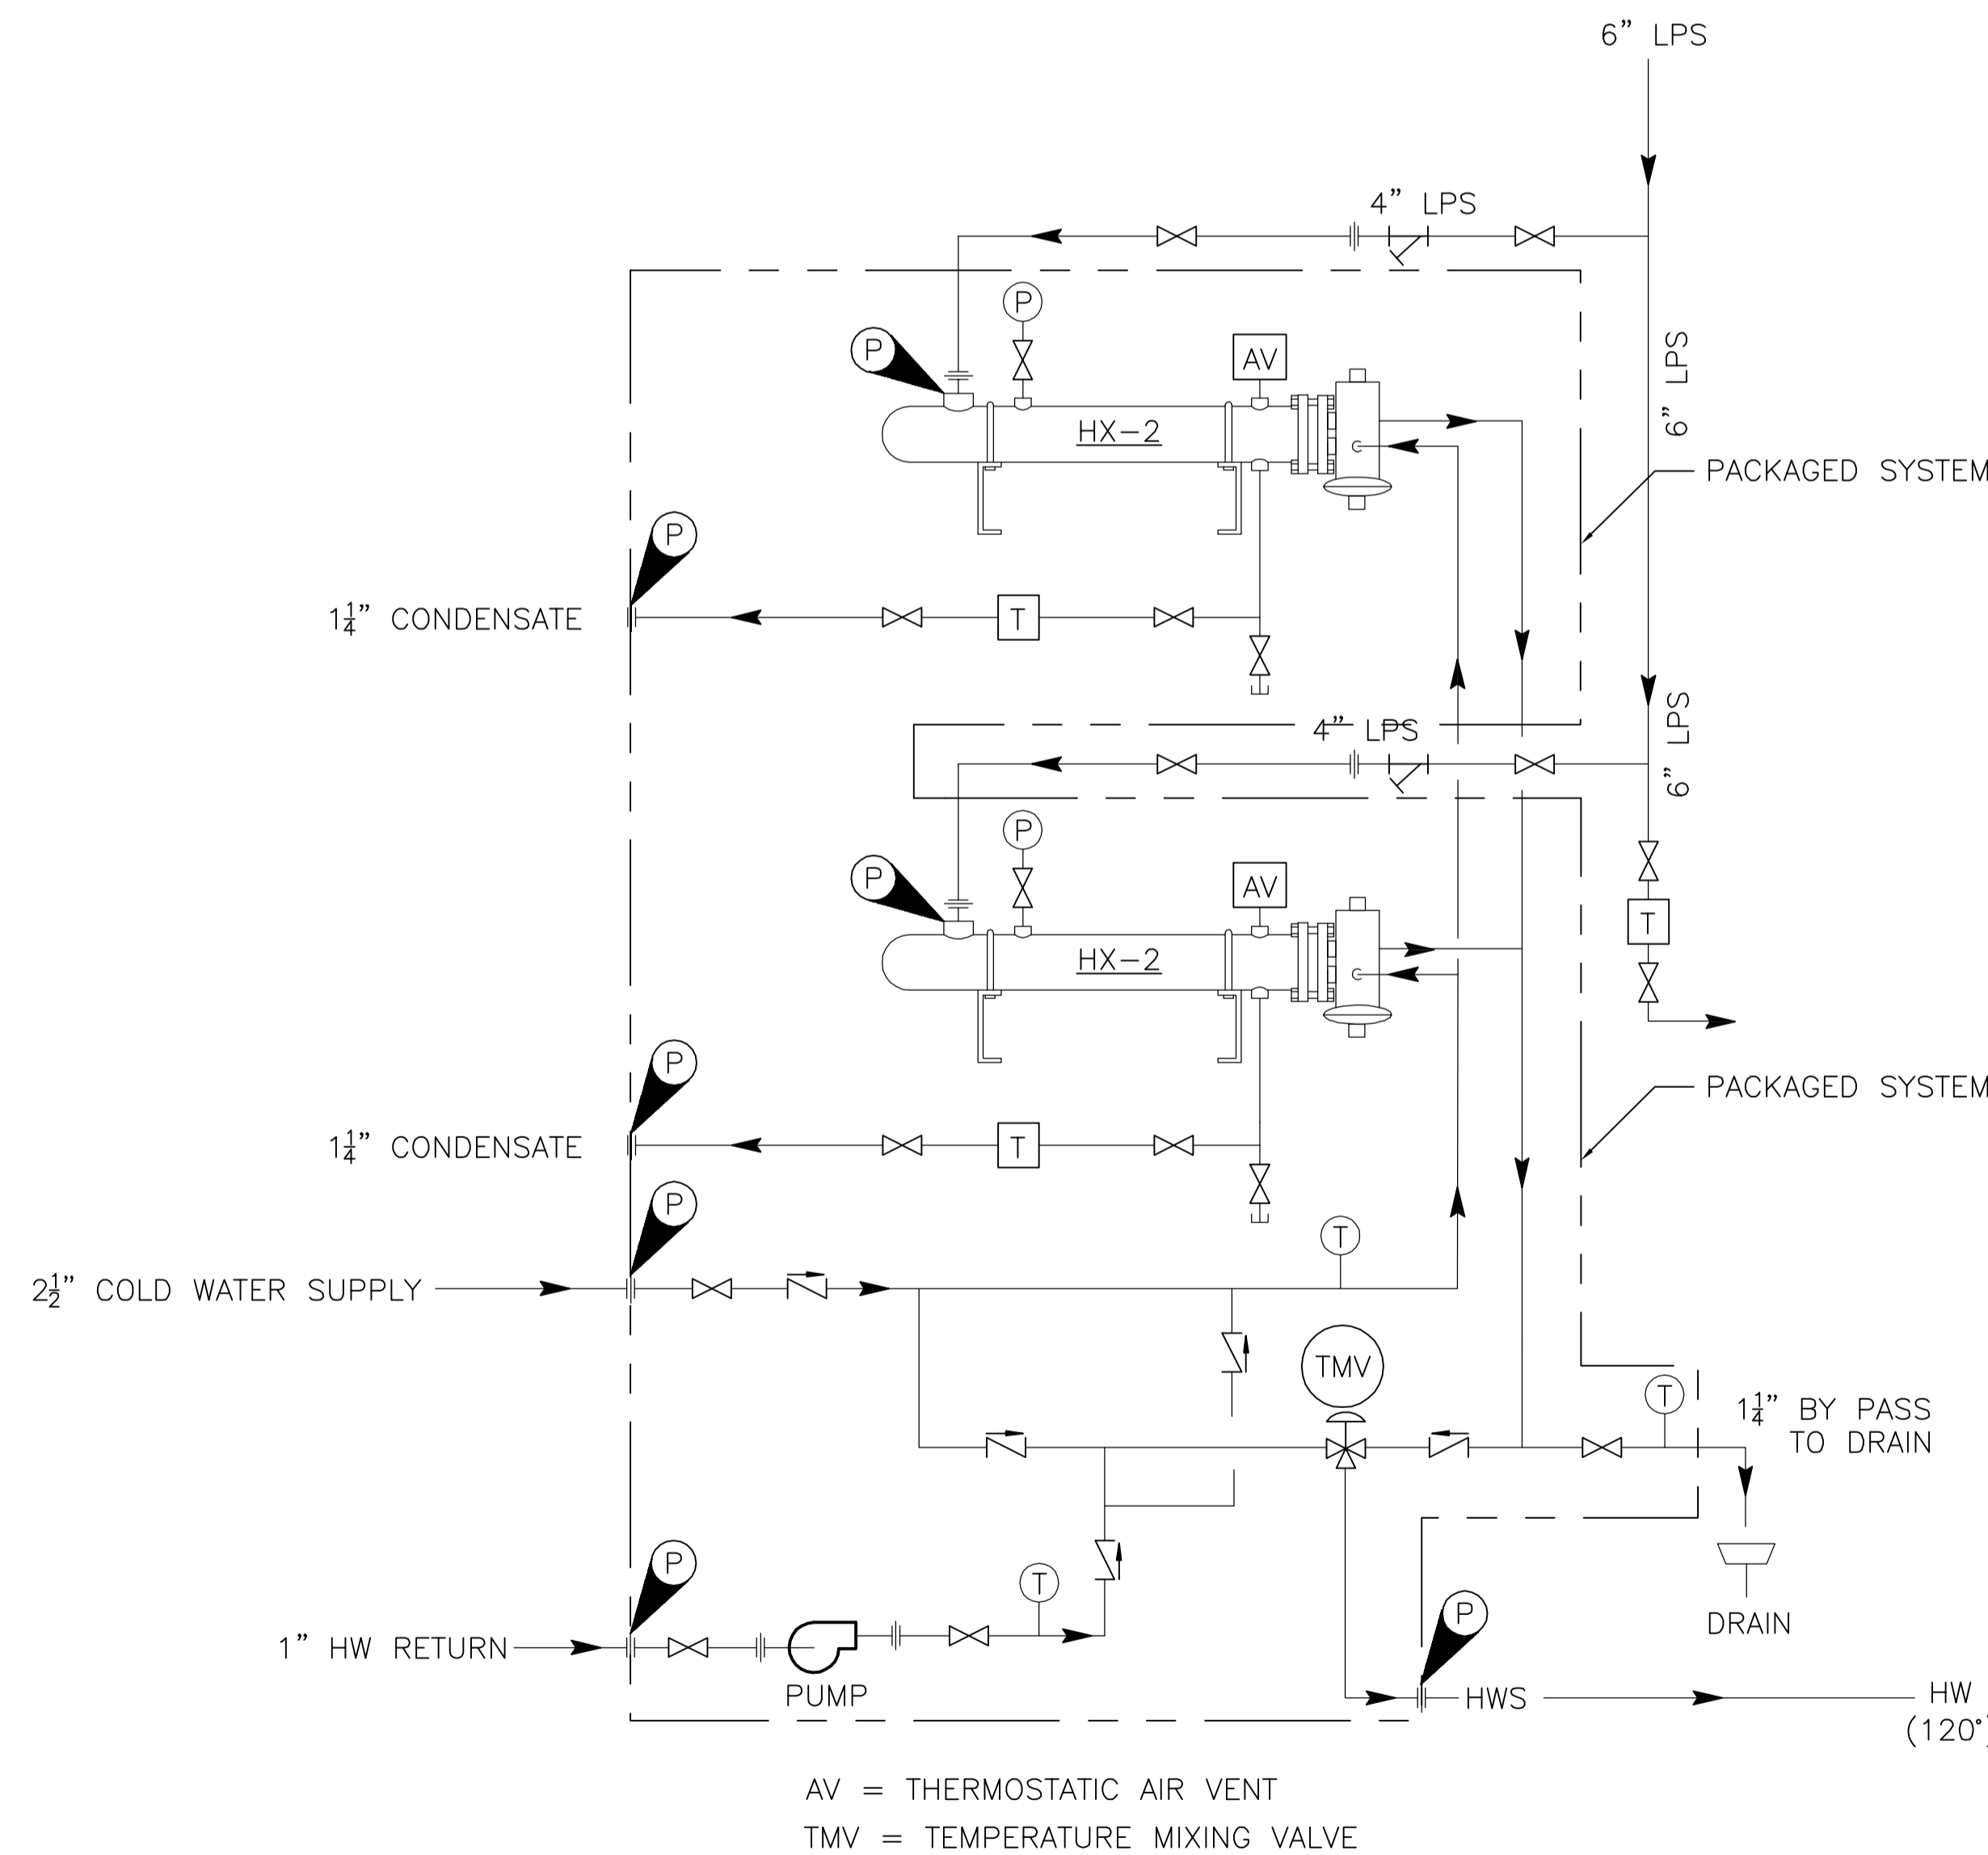 6” LPS
4” LPS
P
P
AV
6” LPS
HX-2
PACKAGED SYSTEM
P
1¼” CONDENSATE
T
6” LPS
4” LPS
P
P
AV
T
HX-2
P
PACKAGED SYSTEM
1¼” CONDENSATE
T
P
T
2½” COLD WATER SUPPLY
TMV
T
1¼” BY PASS
TO DRAIN
P
T
P
DRAIN
1” HW RETURN
PUMP
HWS
HW
(120°)
AV = THERMOSTATIC AIR VENT
TMV = TEMPERATURE MIXING VALVE